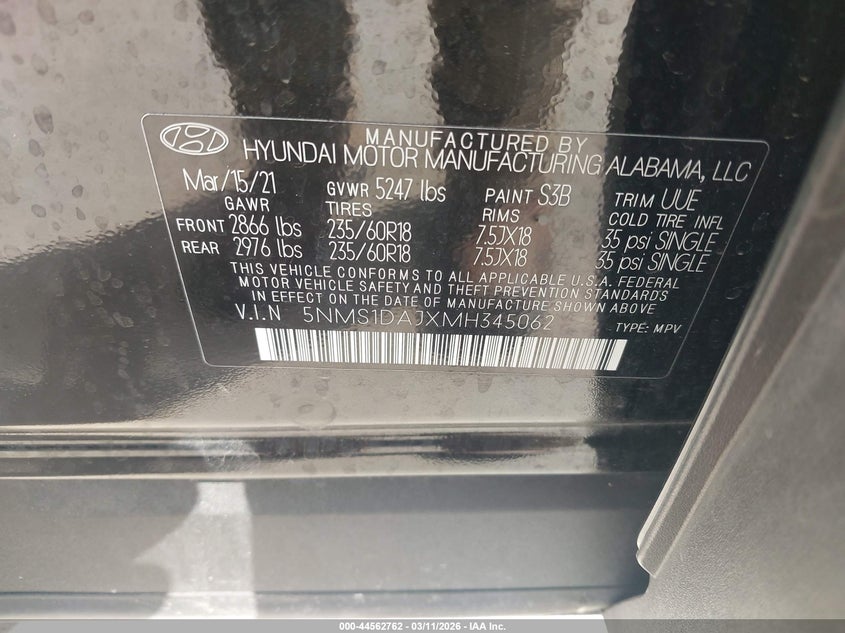 MANUFACTURED BY
HYUNDAI MOTOR MANUFACTURING ALABAMA, LLC
Mar/15/21 GVWR 5247 lbs PAINT S3B TRIM UUE
GAWR TIRES RIMS COLD TIRE INFL
FRONT 2866 lbs 235/60R18 7.5JX18 35 psi SINGLE
REAR 2976 lbs 235/60R18 7.5JX18 35 psi SINGLE
THIS VEHICLE CONFORMS TO ALL APPLICABLE U.S.A. FEDERAL
MOTOR VEHICLE SAFETY AND THEFT PREVENTION STANDARDS
IN EFFECT ON THE DATE OF MANUFACTURE SHOWN ABOVE
V.I.N 5NMS1DAJXMH345062 TYPE: MPV
000-44562762 - 03/11/2026 - IAA Inc.